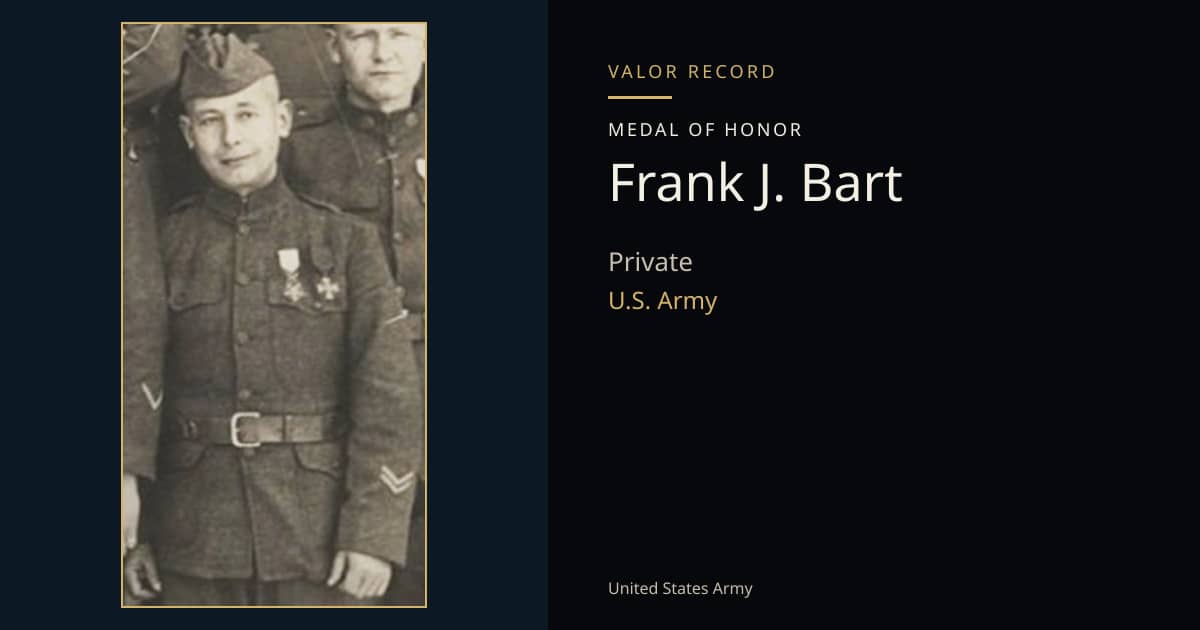 VALOR RECORD
MEDAL OF HONOR
Frank J. Bart
Private
U.S. Army
United States Army